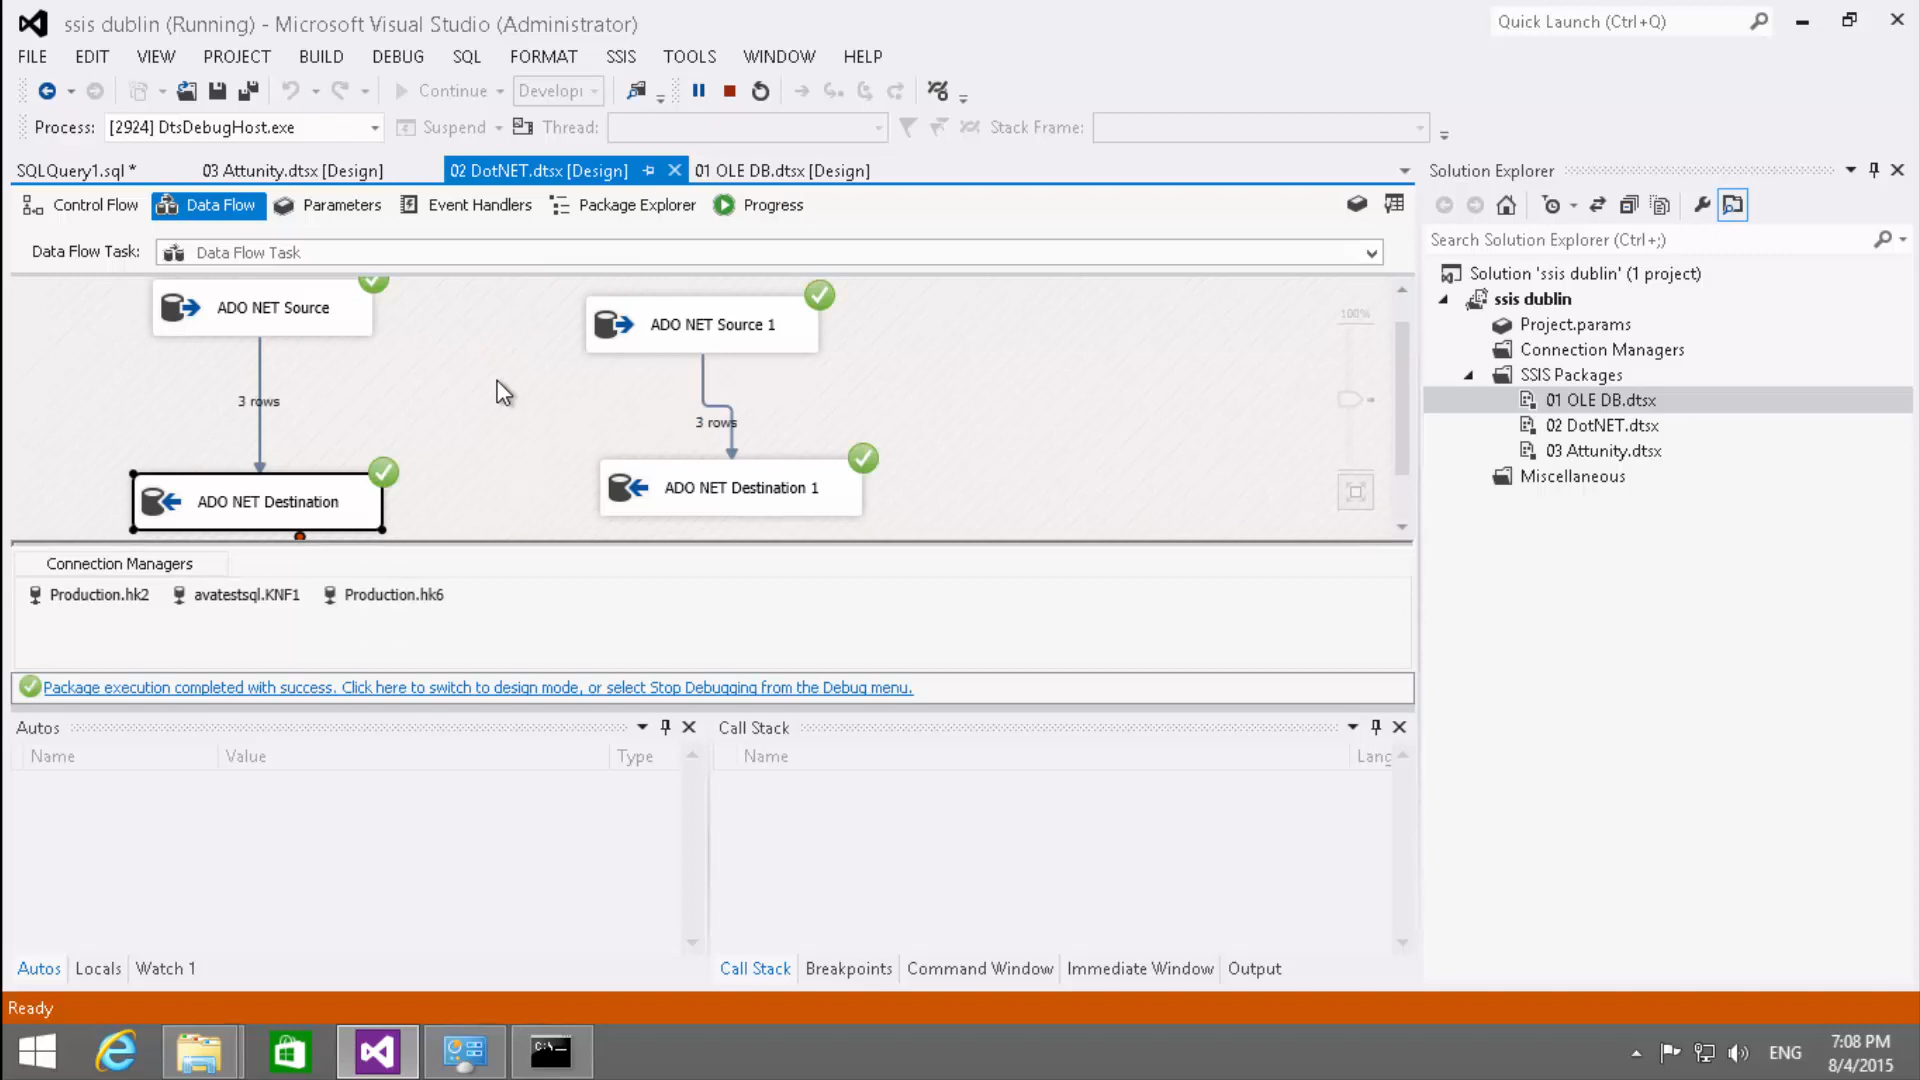 ssis dublin (Running) - Microsoft Visual Studio (Administrator)
Quick Launch (Ctrl+Q)
FILE EDIT VIEW PROJECT BUILD DEBUG SQL FORMAT SSIS TOOLS WINDOW HELP
Continue Developi
Process: [2924] DtsDebugHost.exe Suspend Thread: Stack Frame:
SQLQuery1.sql * 03 Attunity.dtsx [Design] 02 DotNET.dtsx [Design] 01 OLE DB.dtsx [Design]
Control Flow Data Flow Parameters Event Handlers Package Explorer Progress
Data Flow Task: Data Flow Task
ADO NET Source
ADO NET Source 1
100%
3 rows
3 rows
ADO NET Destination
ADO NET Destination 1
Connection Managers
Production.hk2 avatestsql.KNF1 Production.hk6
Package execution completed with success. Click here to switch to design mode, or select Stop Debugging from the Debug menu.
Autos
Name Value Type
Autos Locals Watch 1
Call Stack
Name Lang
Call Stack Breakpoints Command Window Immediate Window Output
Solution Explorer
Search Solution Explorer (Ctrl+;)
Solution 'ssis dublin' (1 project)
ssis dublin
Project.params
Connection Managers
SSIS Packages
01 OLE DB.dtsx
02 DotNET.dtsx
03 Attunity.dtsx
Miscellaneous
Ready
C:\
ENG
7:08 PM
8/4/2015